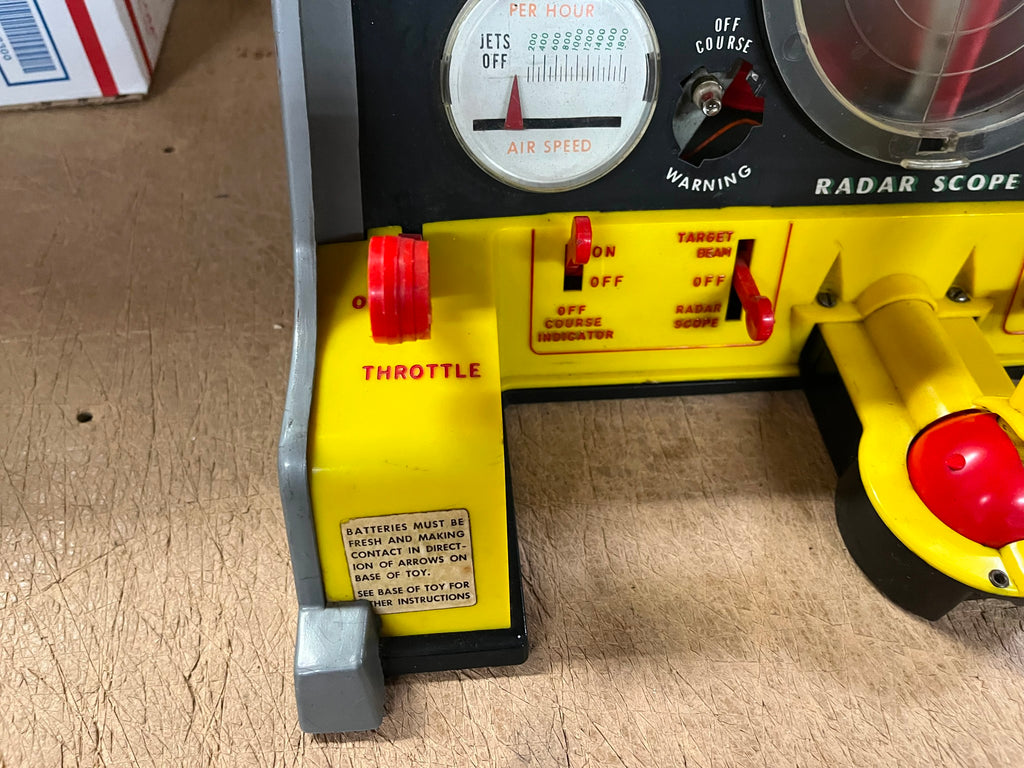 PER HOUR
JETS
OFF
200
400
600
800
1000
1200
1400
1600
1800
AIR SPEED
OFF
COURSE
WARNING
RADAR SCOPE
ON
OFF
OFF
COURSE
INDICATOR
TARGET
BEAM
OFF
RADAR
SCOPE
THROTTLE
BATTERIES MUST BE
FRESH AND MAKING
CONTACT IN DIRECT-
ION OF ARROWS ON
BASE OF TOY.
SEE BASE OF TOY FOR
THER INSTRUCTIONS